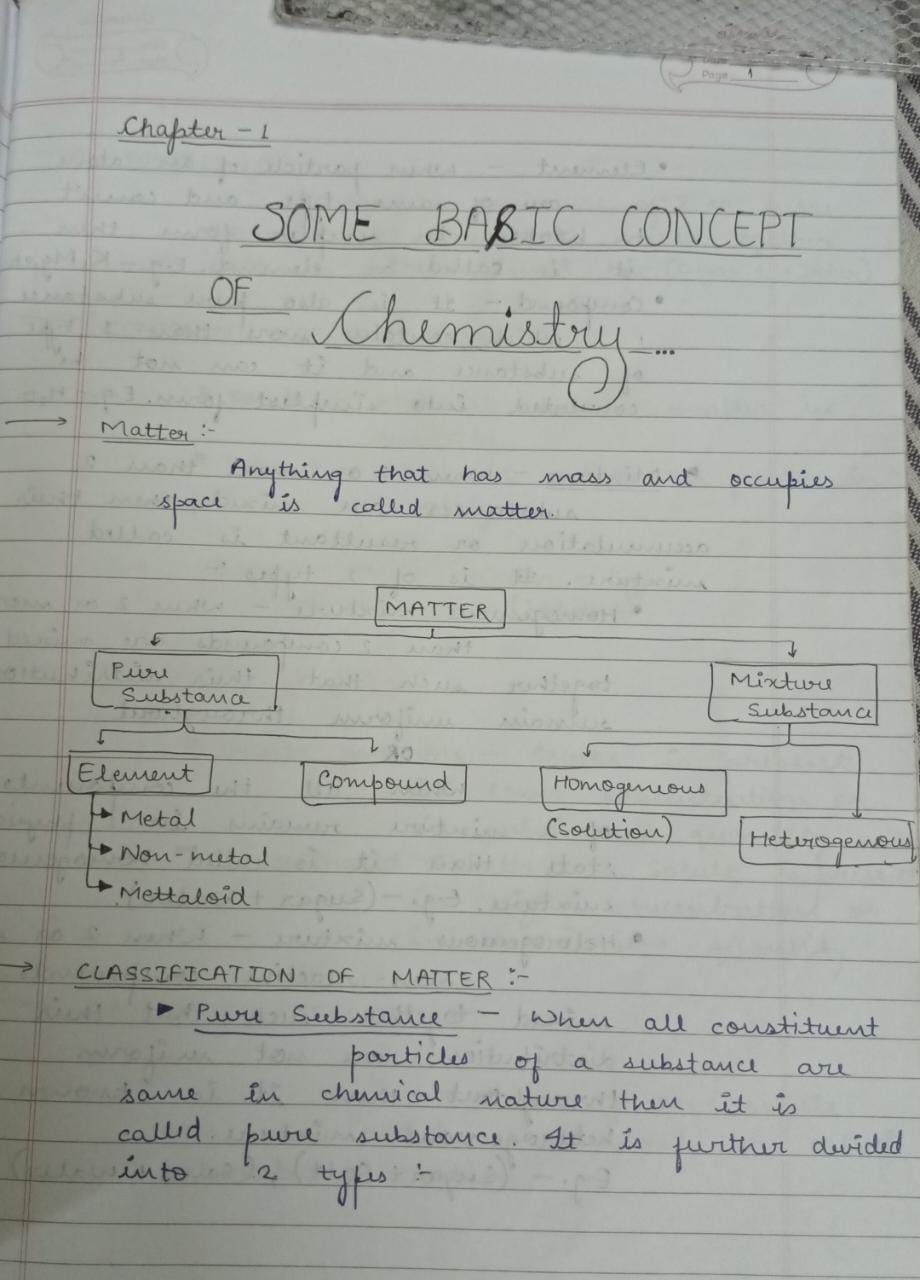 Page 1
Chapter - 1
SOME BASIC CONCEPT
OF Chemistry...
Matter :-
Anything that has mass and occupies
space is called matter.
MATTER
Pure
Substance
Mixture
Substance
Element
Compound
Homogenious
(Solution)
Heterogenous
Metal
Non-metal
Mettaloid
CLASSIFICATION OF MATTER :-
Pure Substance - When all constituent
particles of a substance are
same in chemical nature then it is
called pure substance. It is further divided
into 2 types :-